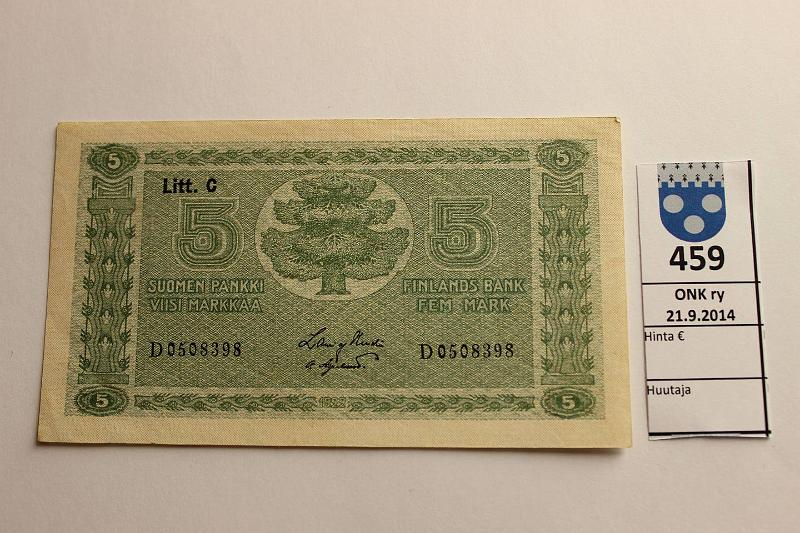 5 5
Litt. C
5 5
SUOMEN PANKKI FINLANDS BANK
VIISI MARKKAA FEM MARK
D0508398 D0508398
5 1922 5
459
ONK ry
21.9.2014
Hinta €
Huutaja